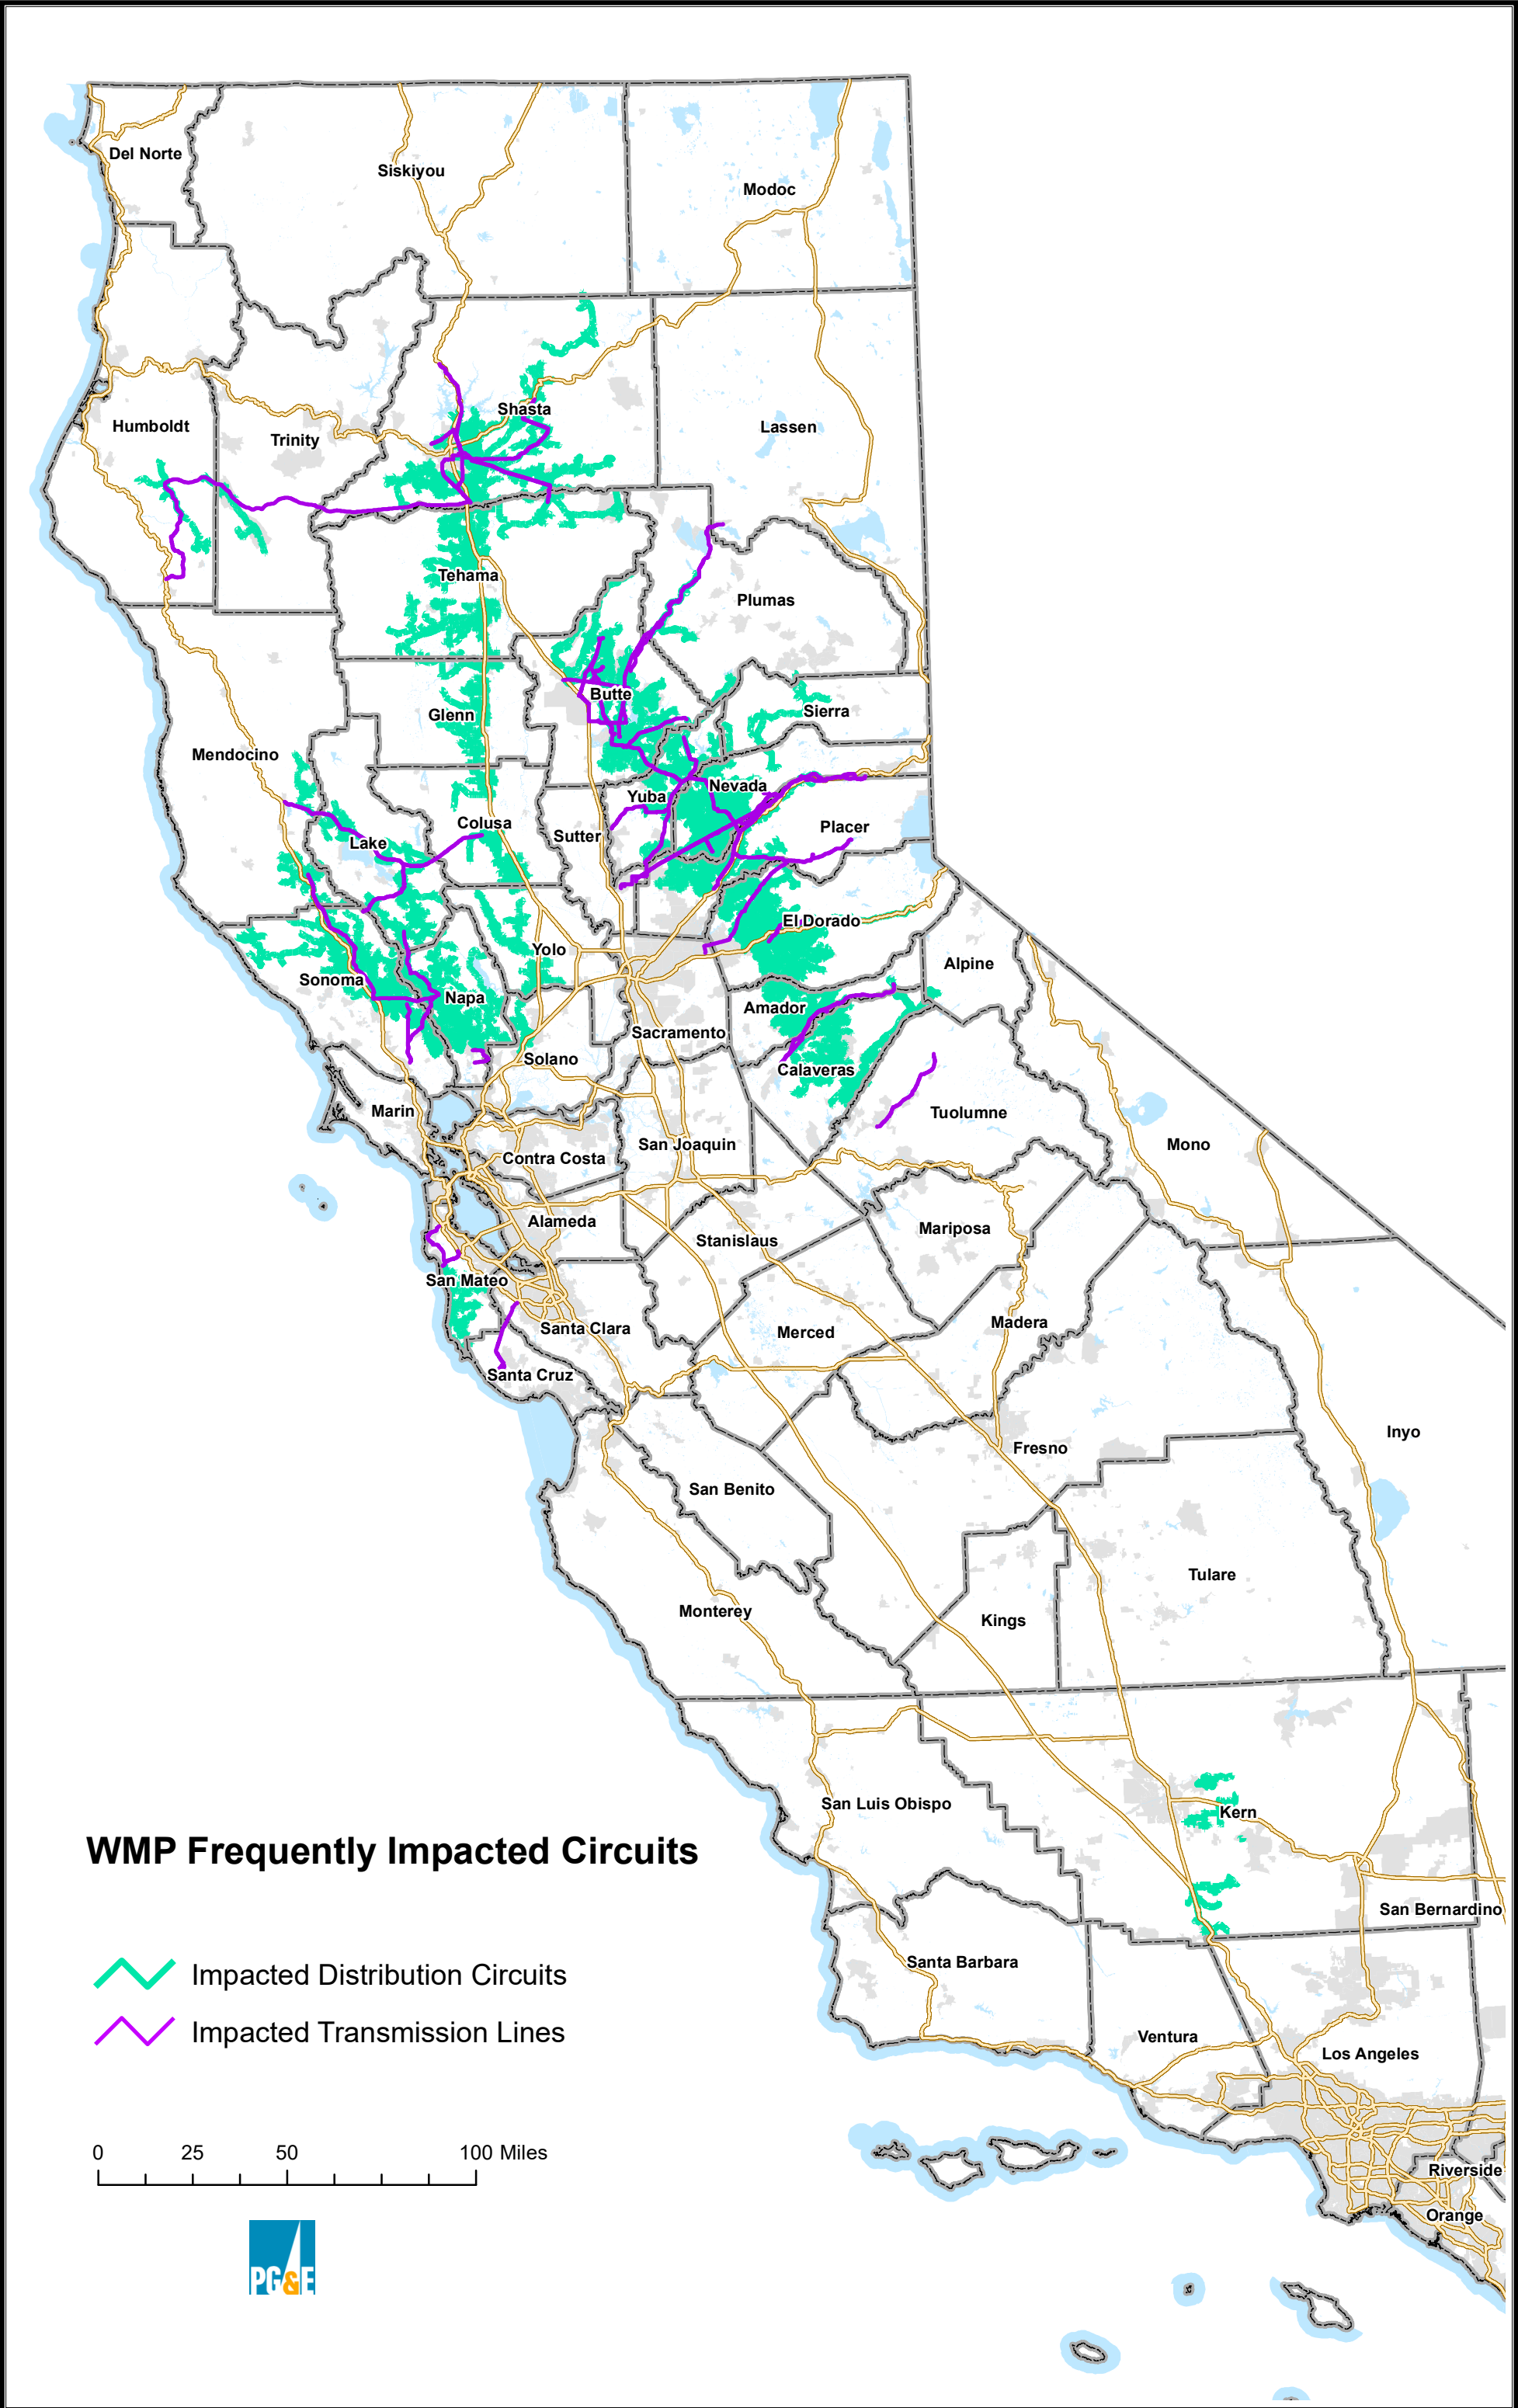 Del Norte
Siskiyou
Modoc
Humboldt
Trinity
Shasta
Lassen
Tehama
Plumas
Butte
Glenn
Sierra
Mendocino
Nevada
Yuba
Colusa
Sutter
Placer
Lake
El Dorado
Yolo
Alpine
Sonoma
Napa
Amador
Sacramento
Solano
Calaveras
Marin
Tuolumne
San Joaquin
Mono
Contra Costa
Alameda
Mariposa
Stanislaus
San Mateo
Madera
Santa Clara
Merced
Santa Cruz
Inyo
Fresno
San Benito
Tulare
Monterey
Kings
San Luis Obispo
Kern
WMP Frequently Impacted Circuits
San Bernardino
Santa Barbara
Impacted Distribution Circuits
Impacted Transmission Lines
Ventura
Los Angeles
0 25 50 100 Miles
Riverside
Orange
PG&E